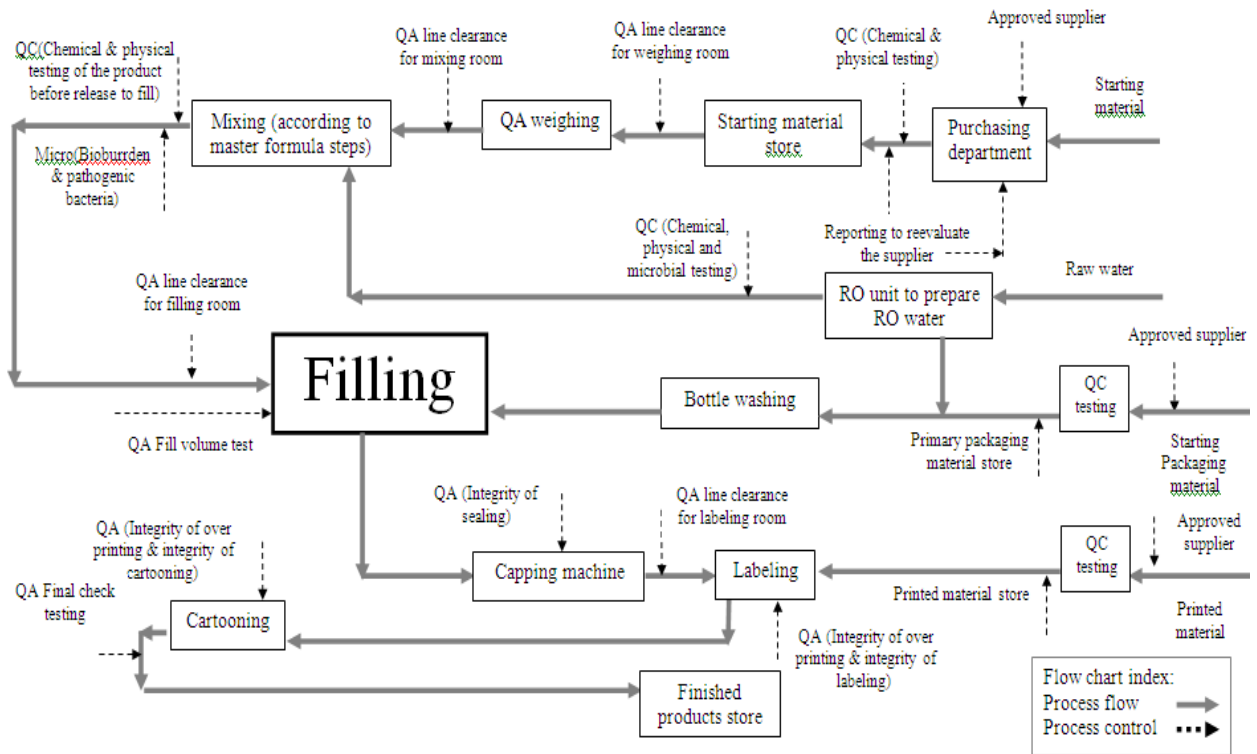 QC(Chemical & physical
testing of the product
before release to fill)
QA line clearance
for mixing room
QA line clearance
for weighing room
QC (Chemical &
physical testing)
Approved supplier
Starting
material
Mixing (according to
master formula steps)
QA weighing
Starting material
store
Purchasing
department
Micro(Bioburrden
& pathogenic
bacteria)
QC (Chemical,
physical and
microbial testing)
Reporting to reevaluate
the supplier
Raw water
RO unit to prepare
RO water
QA line clearance
for filling room
Approved supplier
Filling
Bottle washing
QC
testing
QA Fill volume test
Primary packaging
material store
Starting
Packaging
material
QA (Integrity of
sealing)
QA line clearance
for labeling room
QA (Integrity of over
printing & integrity of
cartooning)
Approved
supplier
QC
testing
Capping machine
Labeling
QA Final check
testing
Cartooning
Printed material store
Printed
material
QA (Integrity of over
printing & integrity of
labeling)
Finished
products store
Flow chart index:
Process flow
Process control